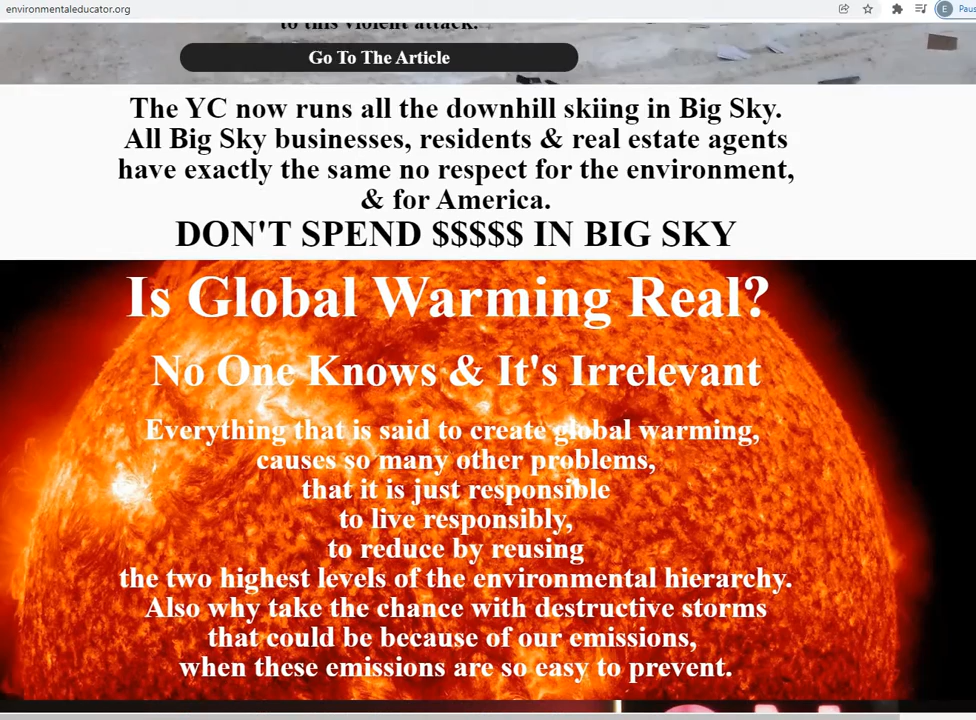 environmentaleducator.org
E
Paus
to this violent attack.
Go To The Article
The YC now runs all the downhill skiing in Big Sky.
All Big Sky businesses, residents & real estate agents
have exactly the same no respect for the environment,
& for America.
DON'T SPEND $$$$$ IN BIG SKY
Is Global Warming Real?
No One Knows & It's Irrelevant
Everything that is said to create global warming,
causes so many other problems,
that it is just responsible
to live responsibly,
to reduce by reusing
the two highest levels of the environmental hierarchy.
Also why take the chance with destructive storms
that could be because of our emissions,
when these emissions are so easy to prevent.